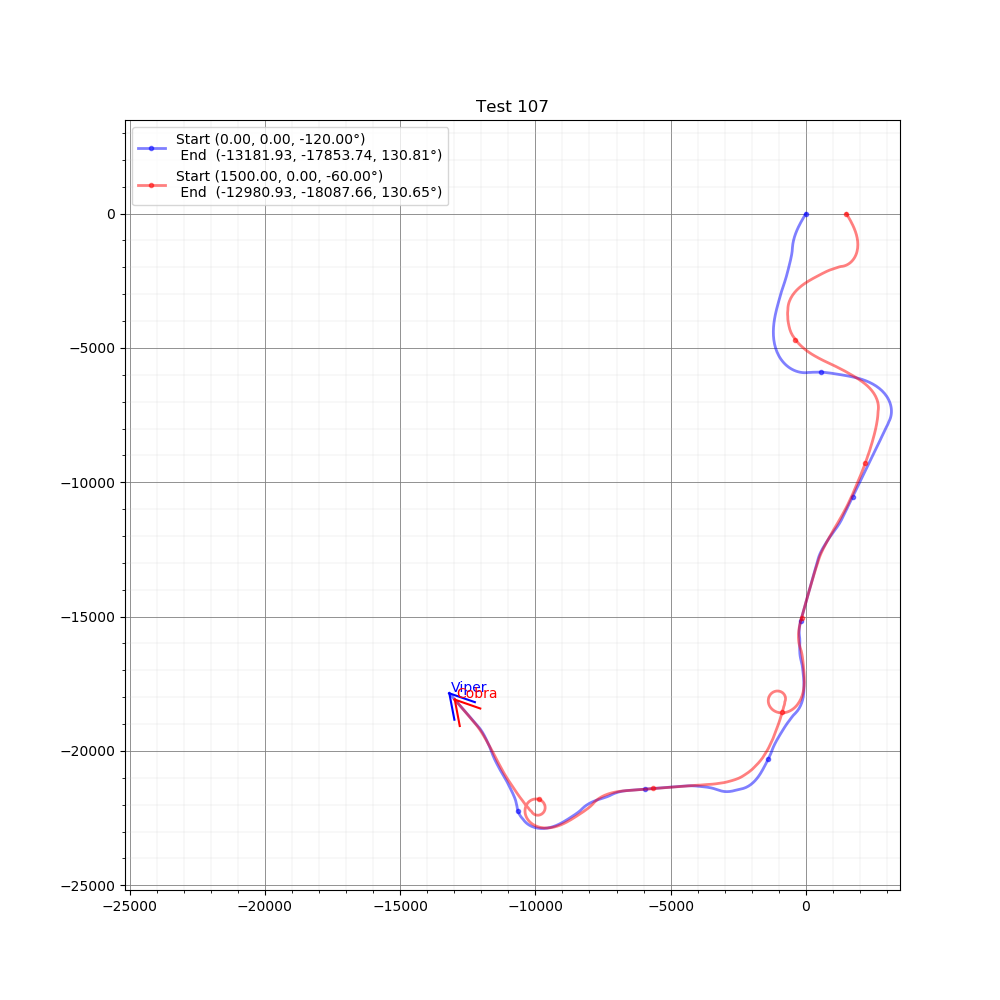 Test 107
Start (0.00, 0.00, -120.00°)
End (-13181.93, -17853.74, 130.81°)
Start (1500.00, 0.00, -60.00°)
End (-12980.93, -18087.66, 130.65°)
0
−5000
−10000
−15000
−20000
−25000
Viper
Cobra
−25000 −20000 −15000 −10000 −5000 0